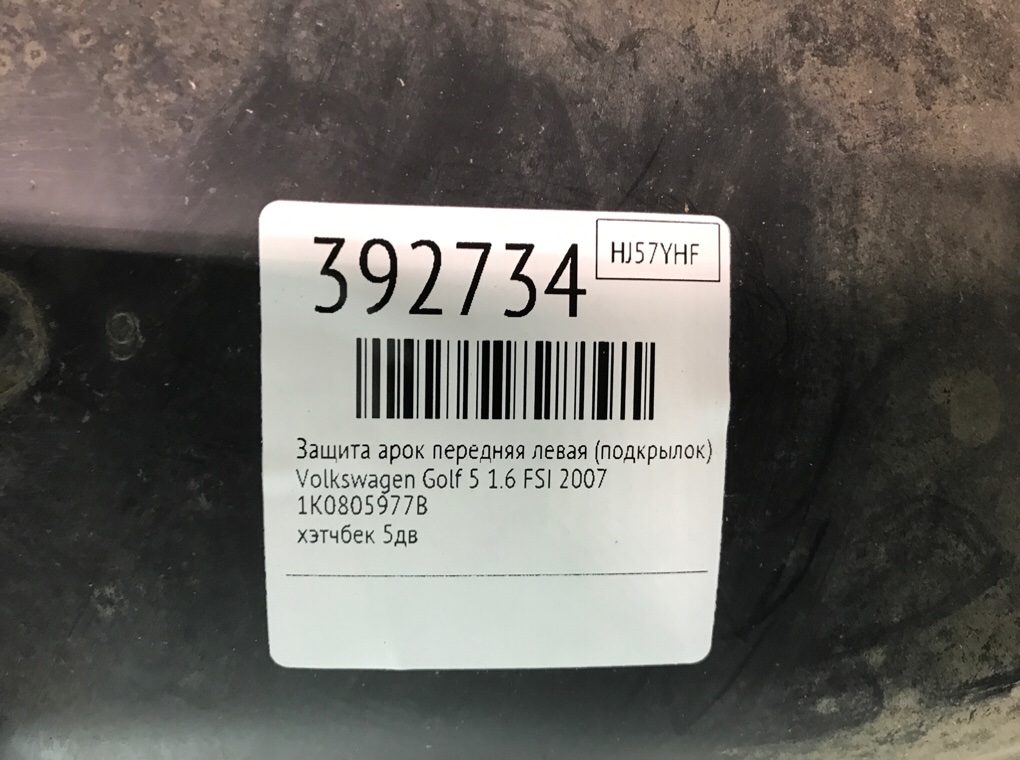 392734
HJ57YHF
Защита арок передняя левая (подкрылок)
Volkswagen Golf 5 1.6 FSI 2007
1K0805977B
хэтчбек 5дв